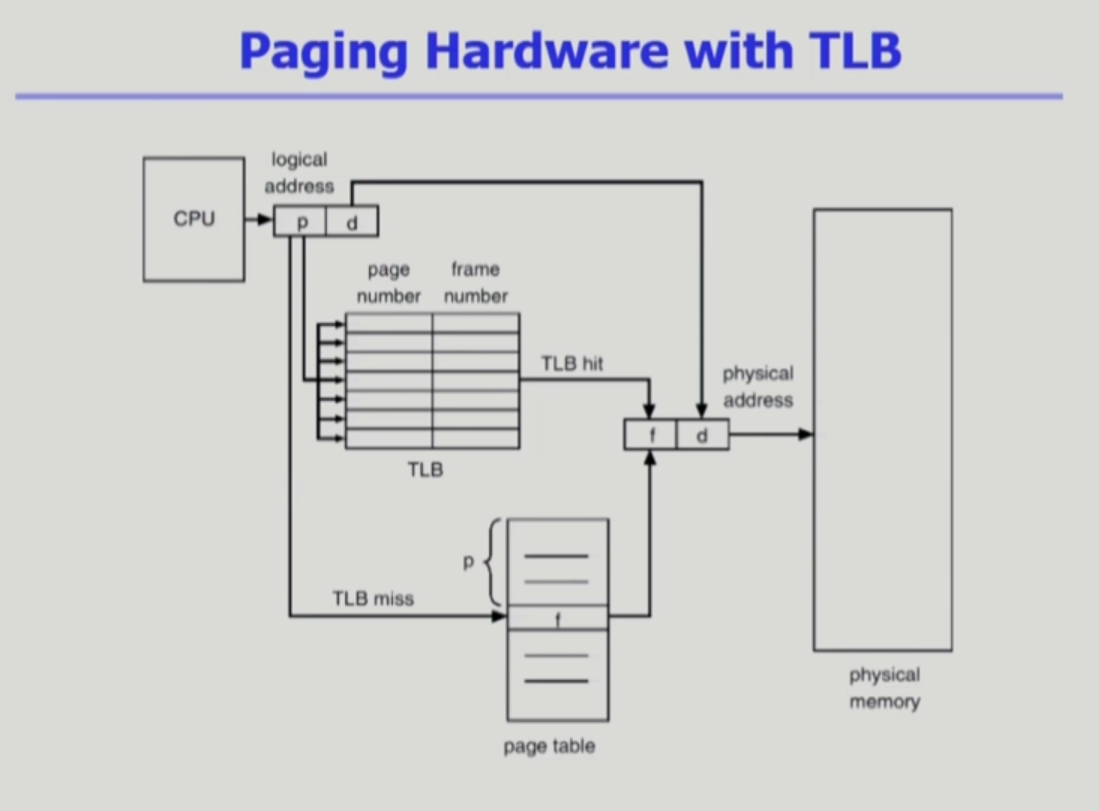 Paging Hardware with TLB
logical
address
CPU
p
d
page
number
frame
number
TLB hit
physical
address
f
d
TLB
p
TLB miss
f
page table
physical
memory